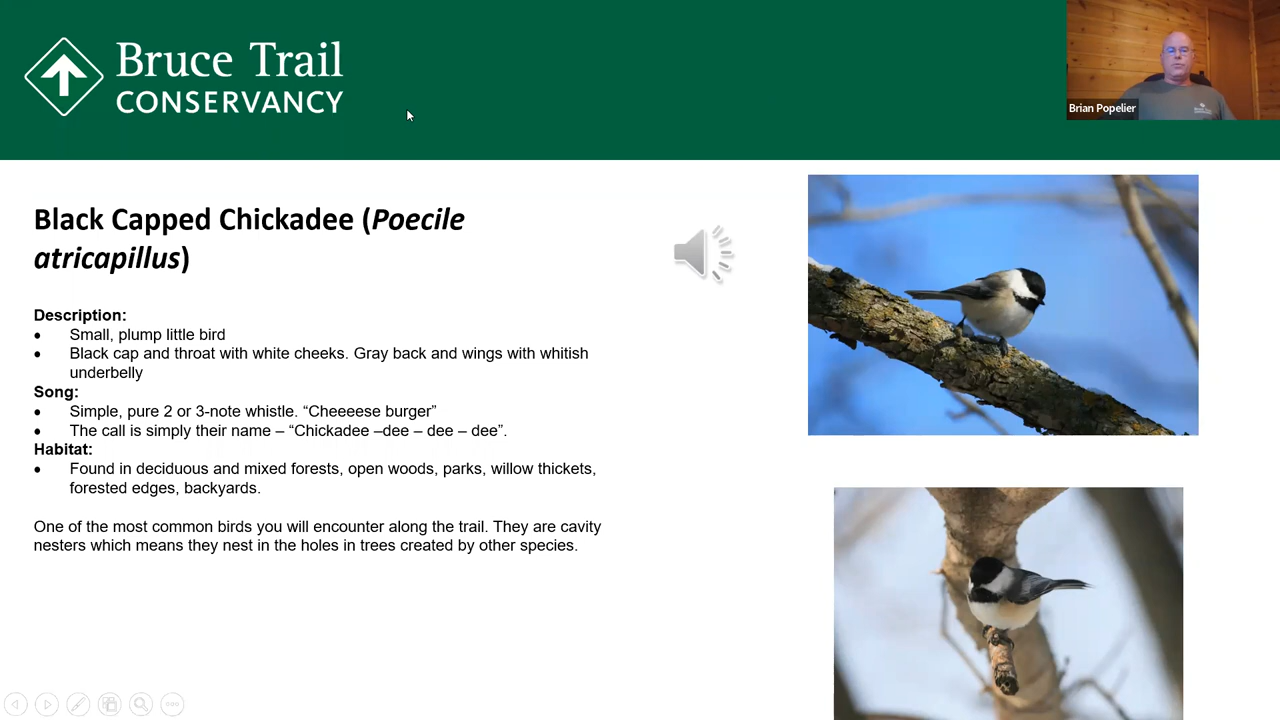 Bruce Trail
CONSERVANCY
Brian Popelier
Black Capped Chickadee (Poecile
atricapillus)
Description:
• Small, plump little bird
• Black cap and throat with white cheeks. Gray back and wings with whitish
underbelly
Song:
• Simple, pure 2 or 3-note whistle. “Cheeeese burger”
• The call is simply their name – “Chickadee –dee – dee – dee”.
Habitat:
• Found in deciduous and mixed forests, open woods, parks, willow thickets,
forested edges, backyards.
One of the most common birds you will encounter along the trail. They are cavity
nesters which means they nest in the holes in trees created by other species.